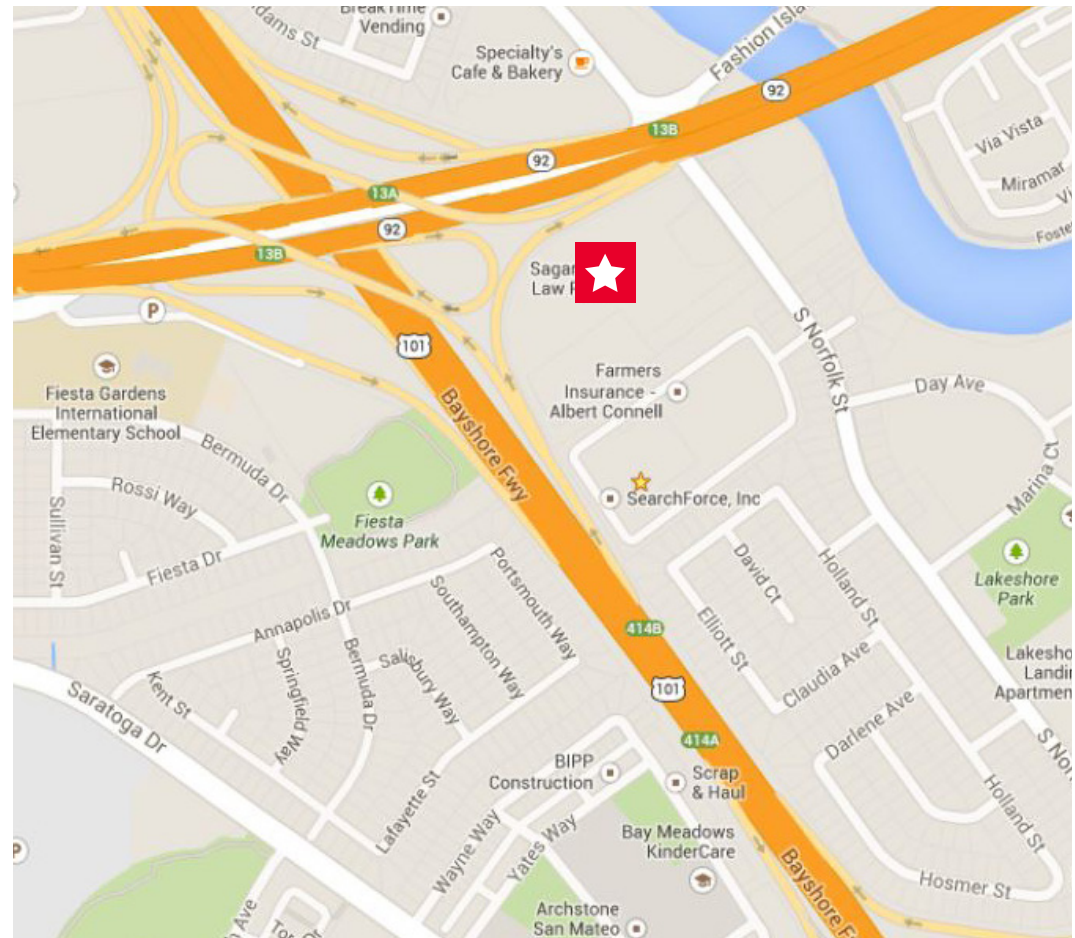 BreakTime
Vending
dams St
Specialty's
Cafe & Bakery
Fashion Isla
92
13B
92
13A
92
13B
Via Vista
Miramar
Vi
Foste
Sagar
Law F
P
101
S Norfolk St
Fiesta Gardens
International
Elementary School
Farmers
Insurance -
Albert Connell
Day Ave
Bayshore Fwy
Bermuda Dr
Marina Ct
Rossi Way
SearchForce, Inc
Sullivan St
Fiesta
Meadows Park
Fiesta Dr
David Ct
Holland St
Lakeshore
Park
Portsmouth Way
Southampton Way
Annapolis Dr
Elliott St
414B
Bermuda Dr
Salisbury Way
Springfield Way
Kent St
Claudia Ave
Lakesho
Landin
Apartmen
101
Saratoga Dr
Darlene Ave
S Nor
414A
BIPP
Construction
Scrap
& Haul
Lafayette St
Holland St
Wayne Way
Yates Way
Bay Meadows
KinderCare
Bayshore F
Hosmer St
P
Archstone
San Mateo
Ave